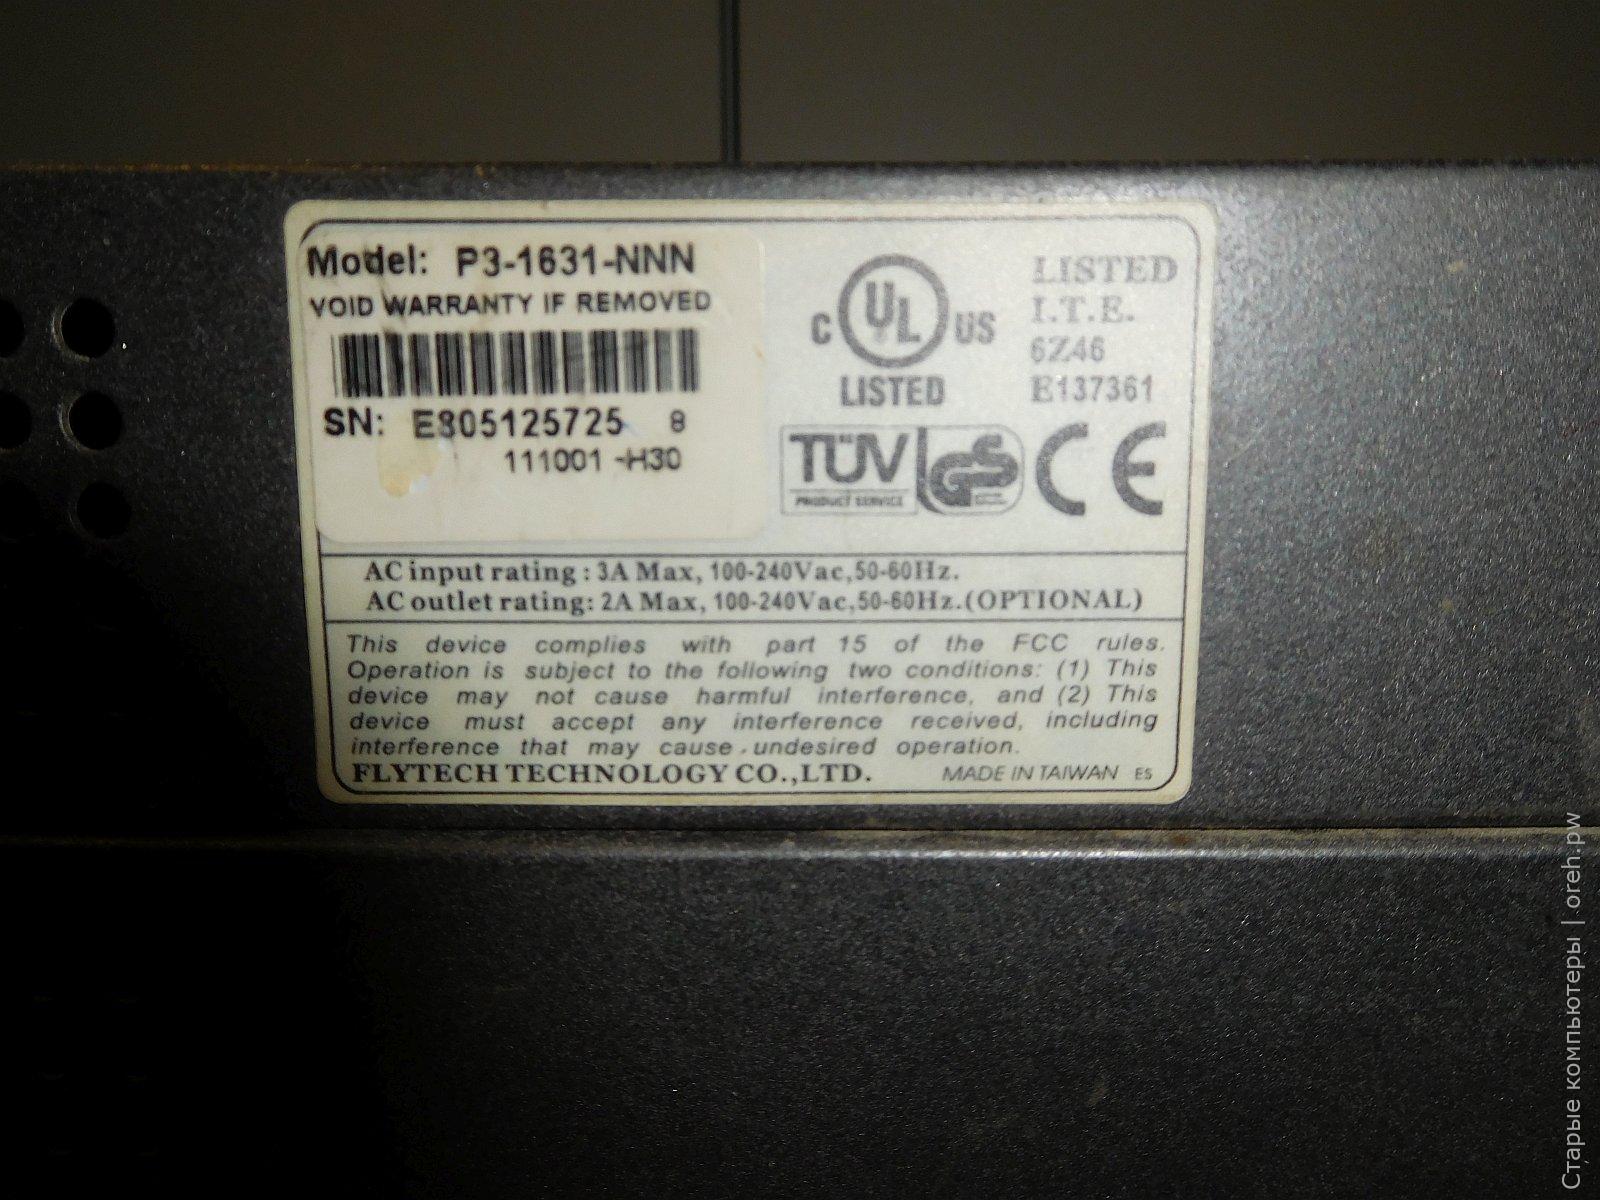 Model: P3-1631-NNN
VOID WARRANTY IF REMOVED
SN: E805125725 8
111001 -H30
C UL US
LISTED
LISTED
I.T.E.
6Z46
E137361
TÜV
PRODUCT SERVICE
GS
CE
AC input rating : 3A Max, 100-240Vac,50-60Hz.
AC outlet rating: 2A Max, 100-240Vac,50-60Hz.(OPTIONAL)
This device complies with part 15 of the FCC rules.
Operation is subject to the following two conditions: (1) This
device may not cause harmful interference, and (2) This
device must accept any interference received, including
interference that may cause undesired operation.
FLYTECH TECHNOLOGY CO.,LTD. MADE IN TAIWAN ES
Старые компьютеры | oreh.pw